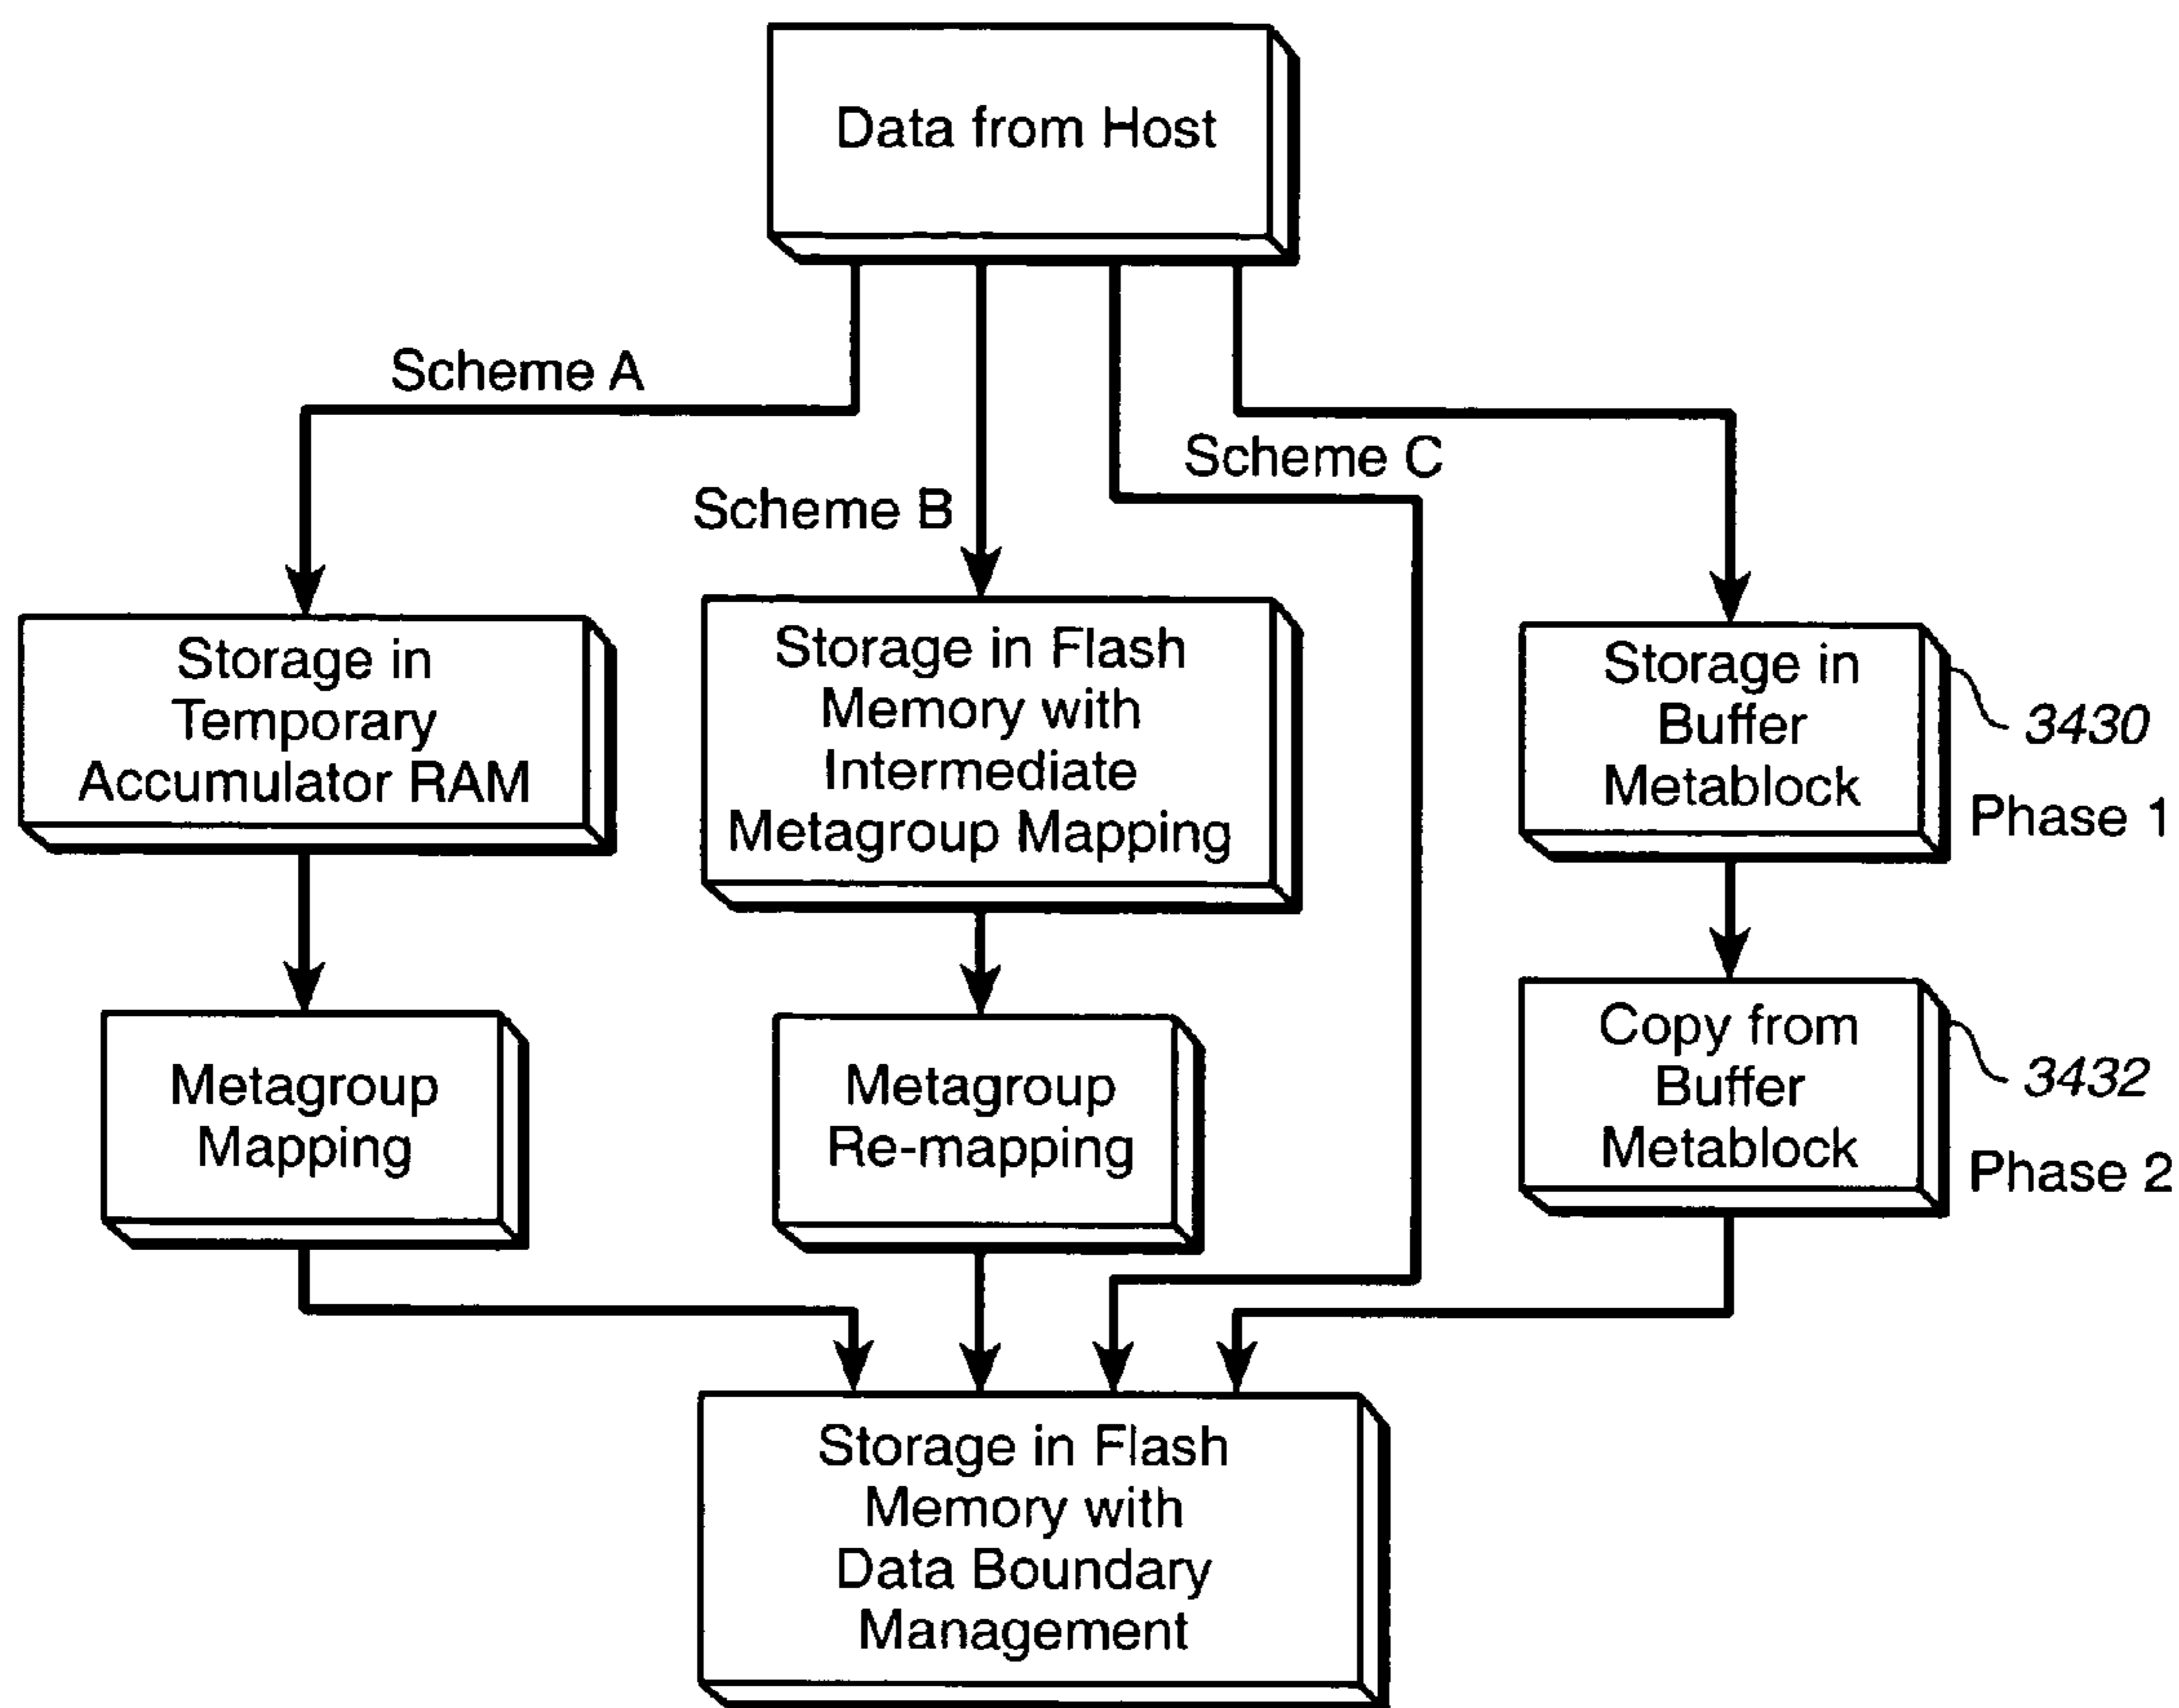 Data from Host
Scheme A
Scheme B
Scheme C
Storage in
Temporary
Accumulator RAM
Storage in Flash
Memory with
Intermediate
Metagroup Mapping
Storage in
Buffer
Metablock
3430
Phase 1
Metagroup
Mapping
Metagroup
Re-mapping
Copy from
Buffer
Metablock
3432
Phase 2
Storage in Flash
Memory with
Data Boundary
Management